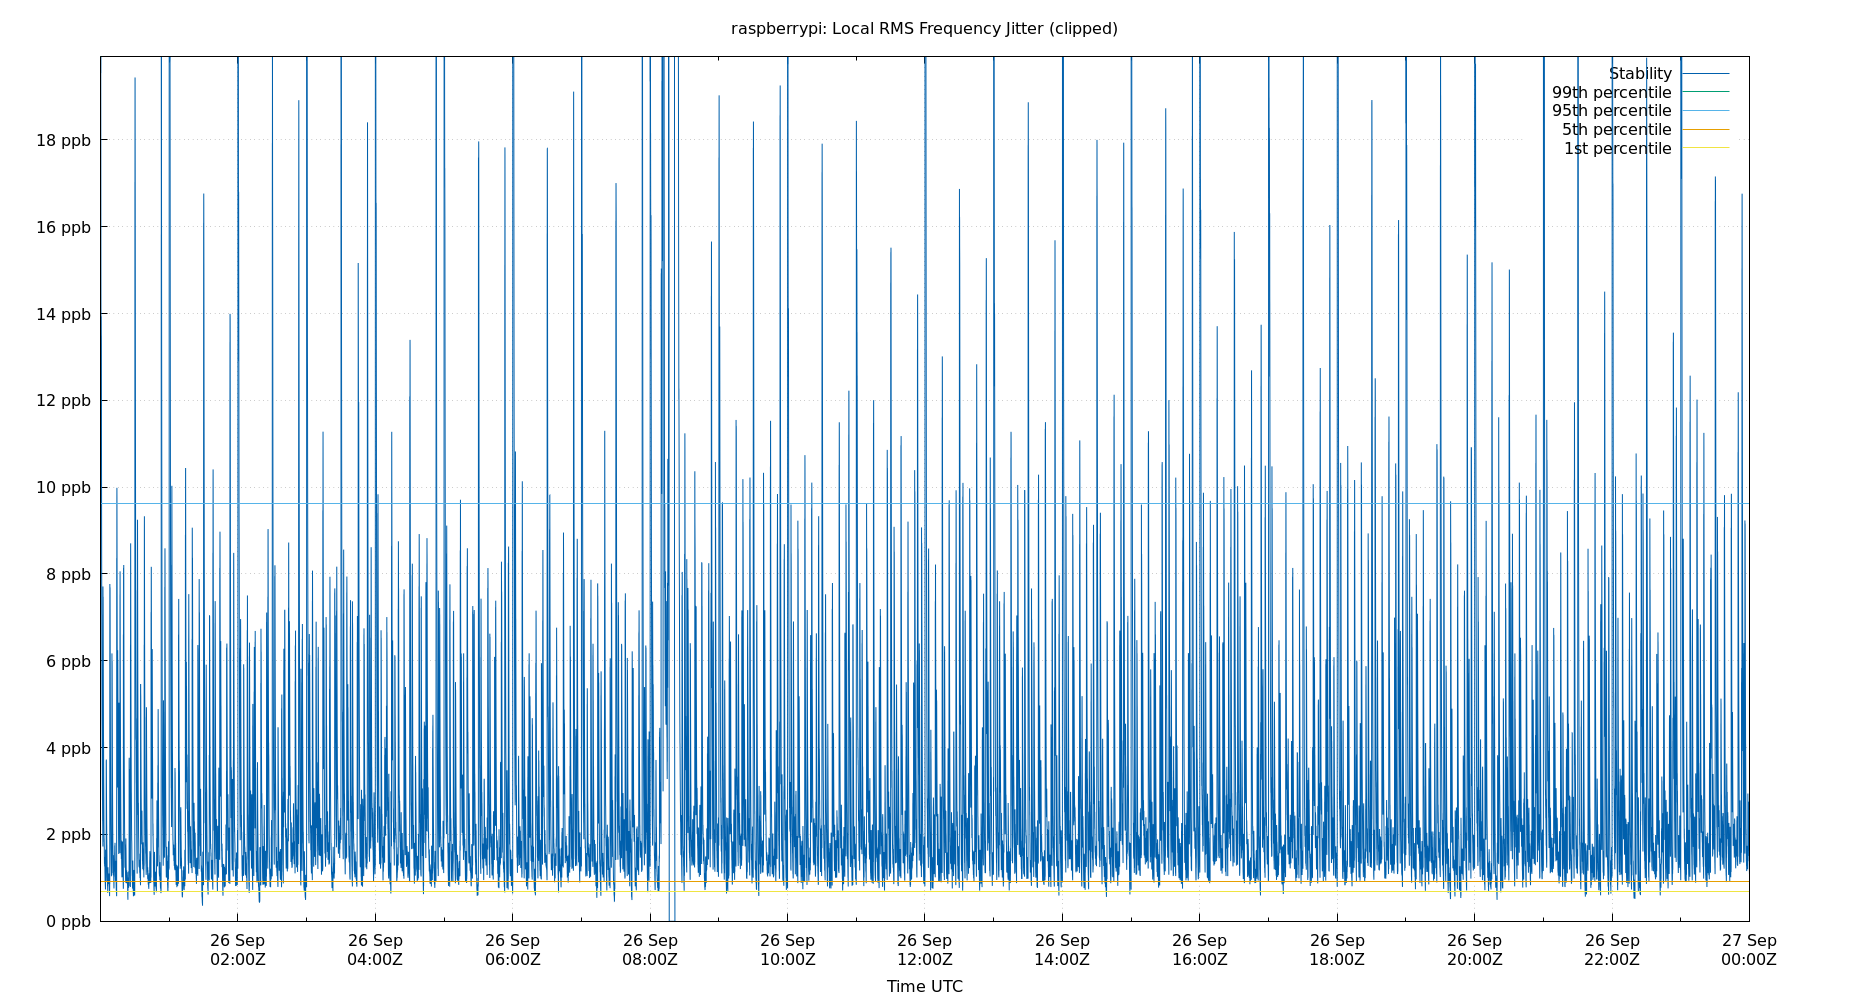 raspberrypi: Local RMS Frequency Jitter (clipped)
Stability
99th percentile
95th percentile
5th percentile
1st percentile
18 ppb
16 ppb
14 ppb
12 ppb
10 ppb
8 ppb
6 ppb
4 ppb
2 ppb
0 ppb
26 Sep 26 Sep 26 Sep 26 Sep 26 Sep 26 Sep 26 Sep 26 Sep 26 Sep 26 Sep 26 Sep 27 Sep
02:00Z 04:00Z 06:00Z 08:00Z 10:00Z 12:00Z 14:00Z 16:00Z 18:00Z 20:00Z 22:00Z 00:00Z
Time UTC